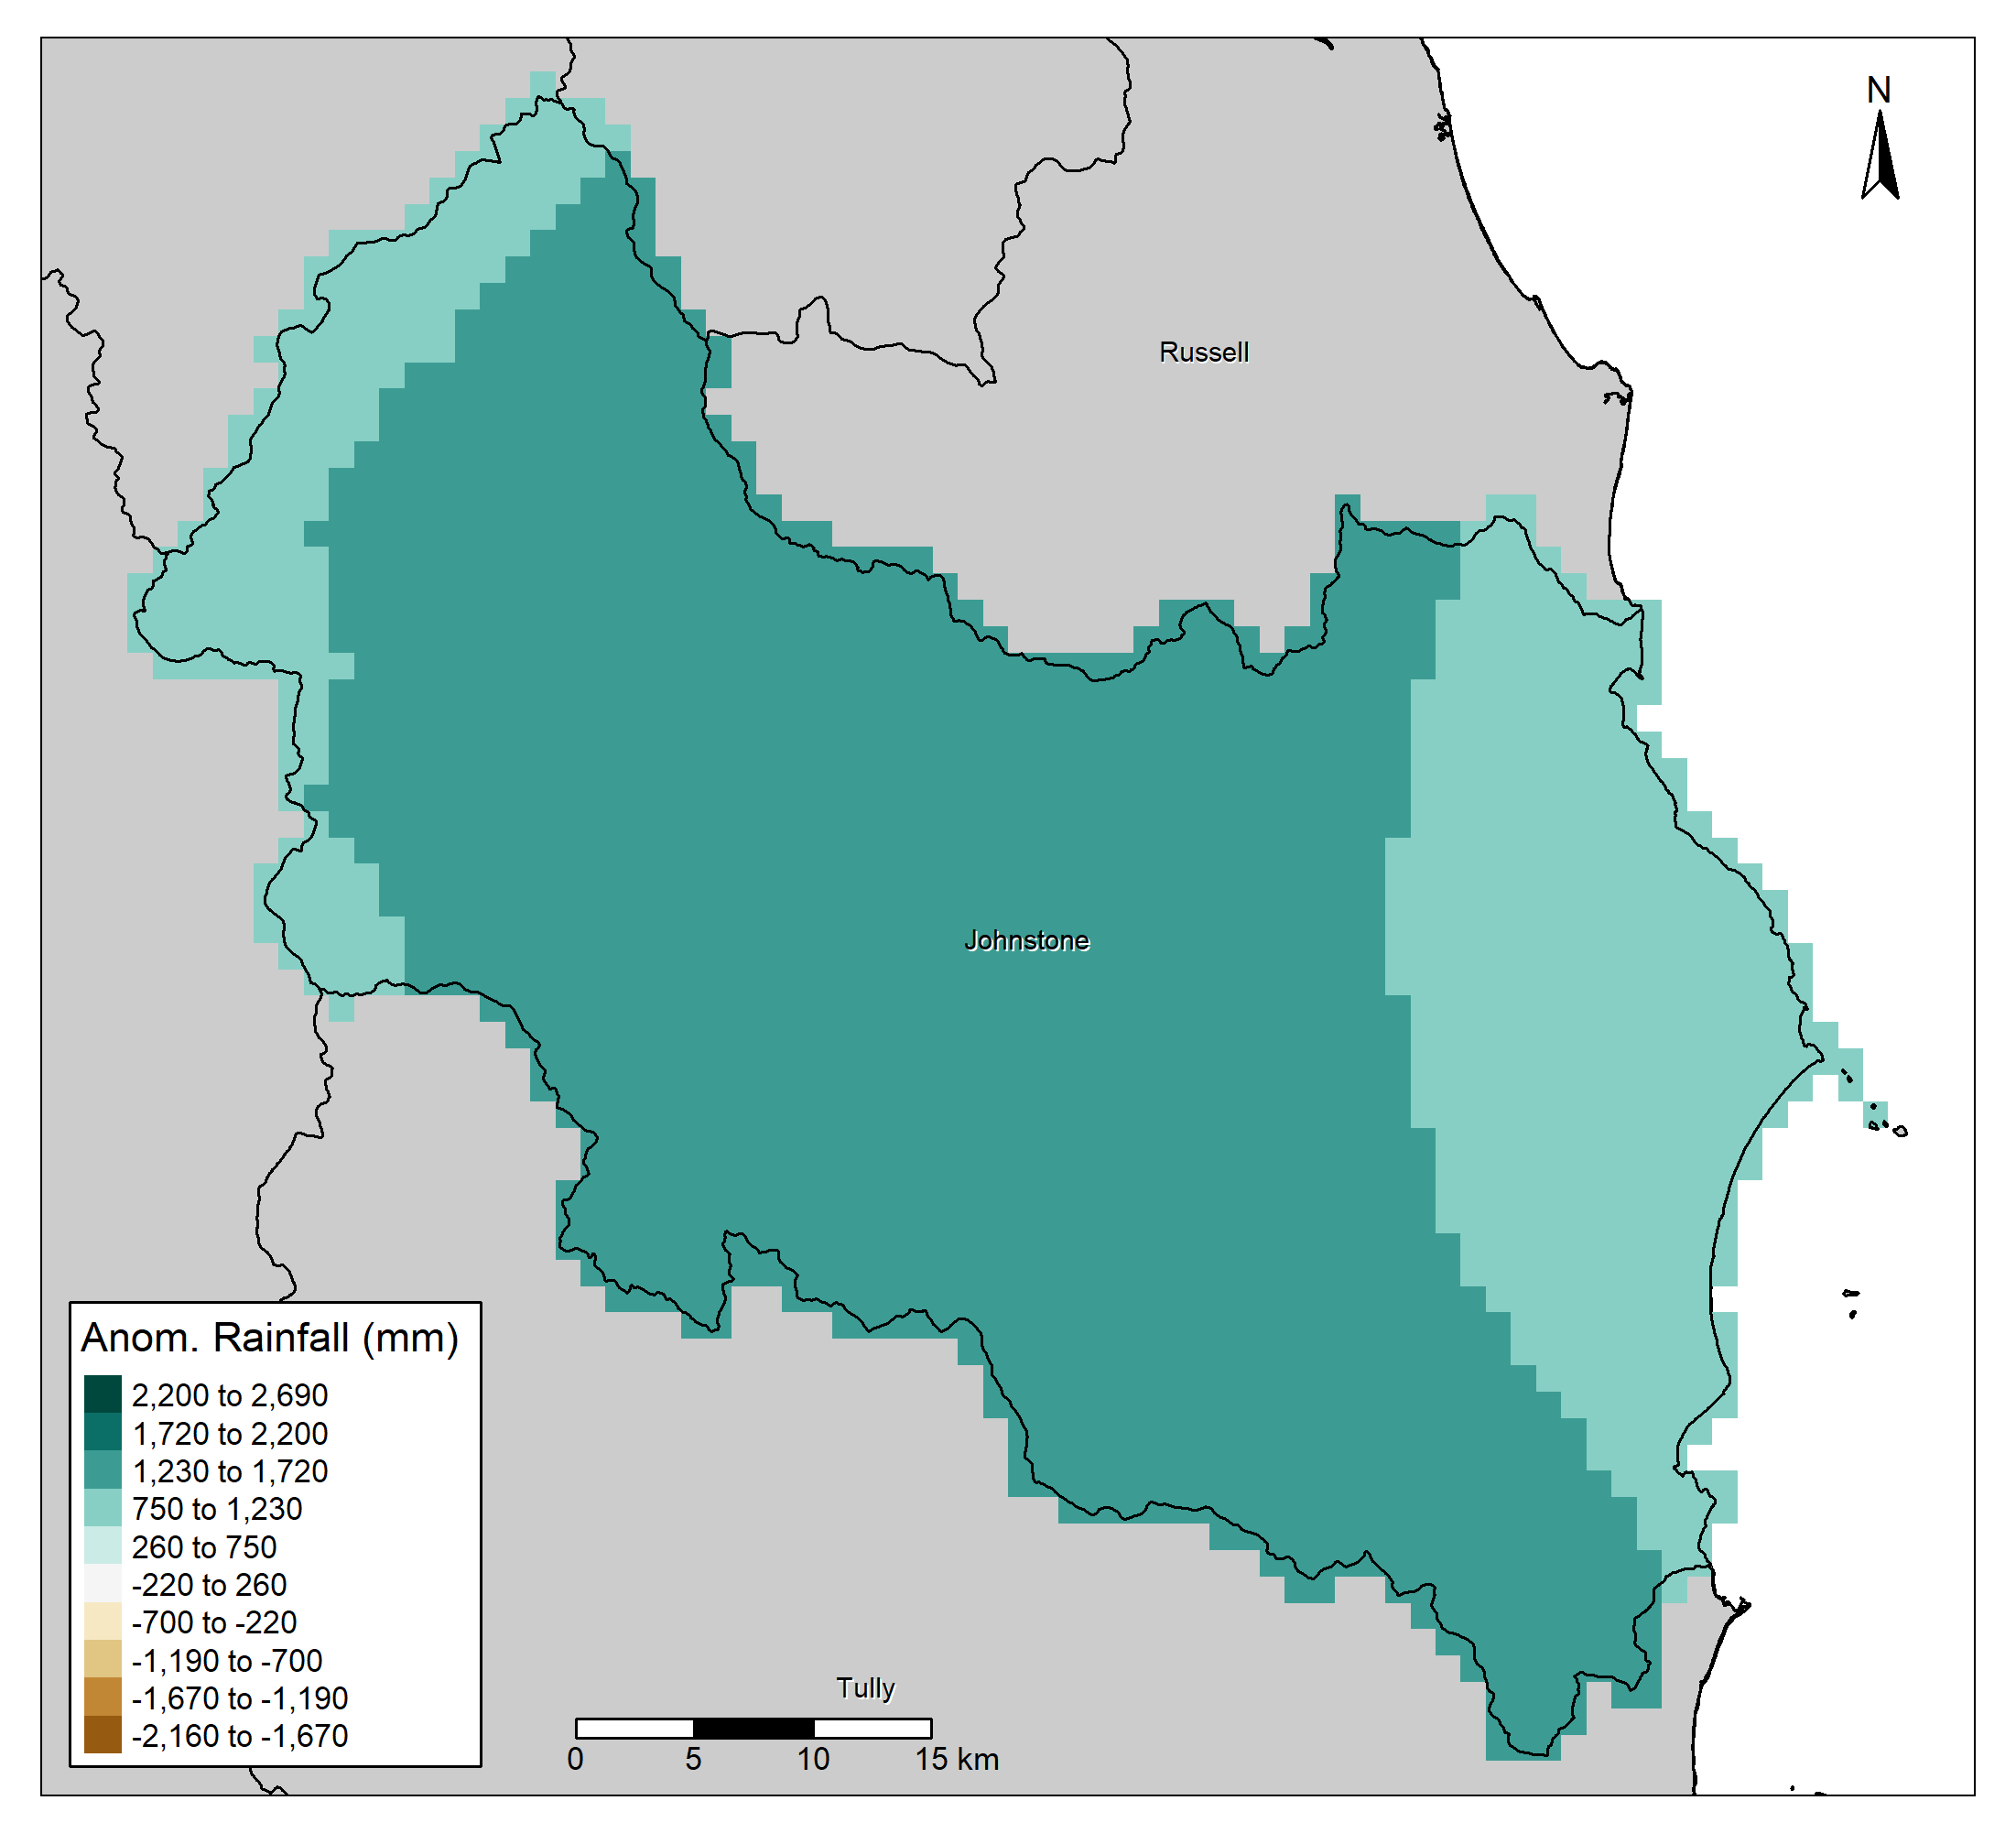 N
Russell
Johnstone
Anom. Rainfall (mm)
2,200 to 2,690
1,720 to 2,200
1,230 to 1,720
750 to 1,230
260 to 750
-220 to 260
-700 to -220
-1,190 to -700
-1,670 to -1,190
-2,160 to -1,670
Tully
0 5 10 15 km